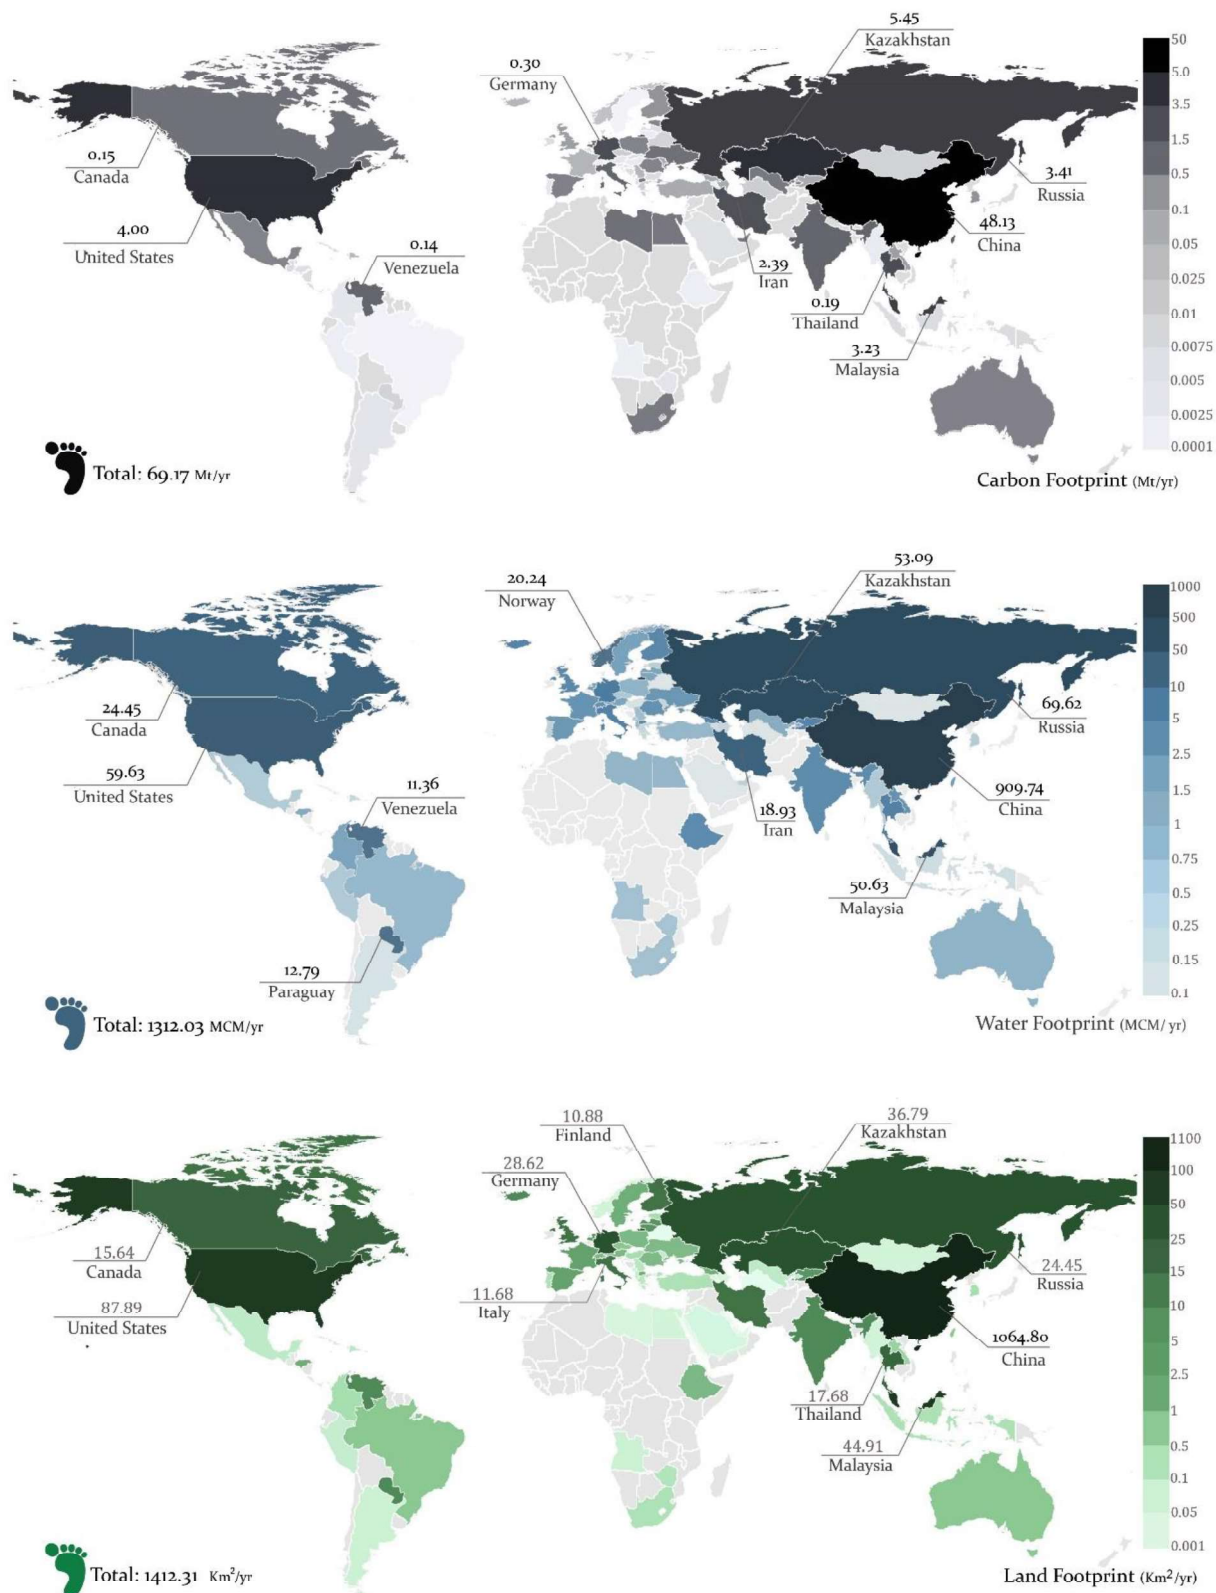 5.45
Kazakhstan
0.30
Germany
0.15
Canada
4.00
United States
0.14
Venezuela
3.41
Russia
48.13
China
2.39
Iran
0.19
Thailand
3.23
Malaysia
50
5.0
3.5
1.5
0.5
0.1
0.05
0.025
0.01
0.0075
0.005
0.0025
0.0001
Total: 69.17 Mt/yr
Carbon Footprint (Mt/yr)
53.09
Kazakhstan
20.24
Norway
24.45
Canada
59.63
United States
11.36
Venezuela
69.62
Russia
909.74
China
18.93
Iran
50.63
Malaysia
12.79
Paraguay
1000
500
50
10
5
2.5
1.5
1
0.75
0.5
0.25
0.15
0.1
Total: 1312.03 MCM/yr
Water Footprint (MCM/ yr)
10.88
Finland
36.79
Kazakhstan
28.62
Germany
15.64
Canada
87.89
United States
11.68
Italy
24.45
Russia
1064.80
China
17.68
Thailand
44.91
Malaysia
1100
100
50
25
15
10
5
2.5
1
0.5
0.1
0.05
0.001
Total: 1412.31 Km²/yr
Land Footprint (Km²/yr)